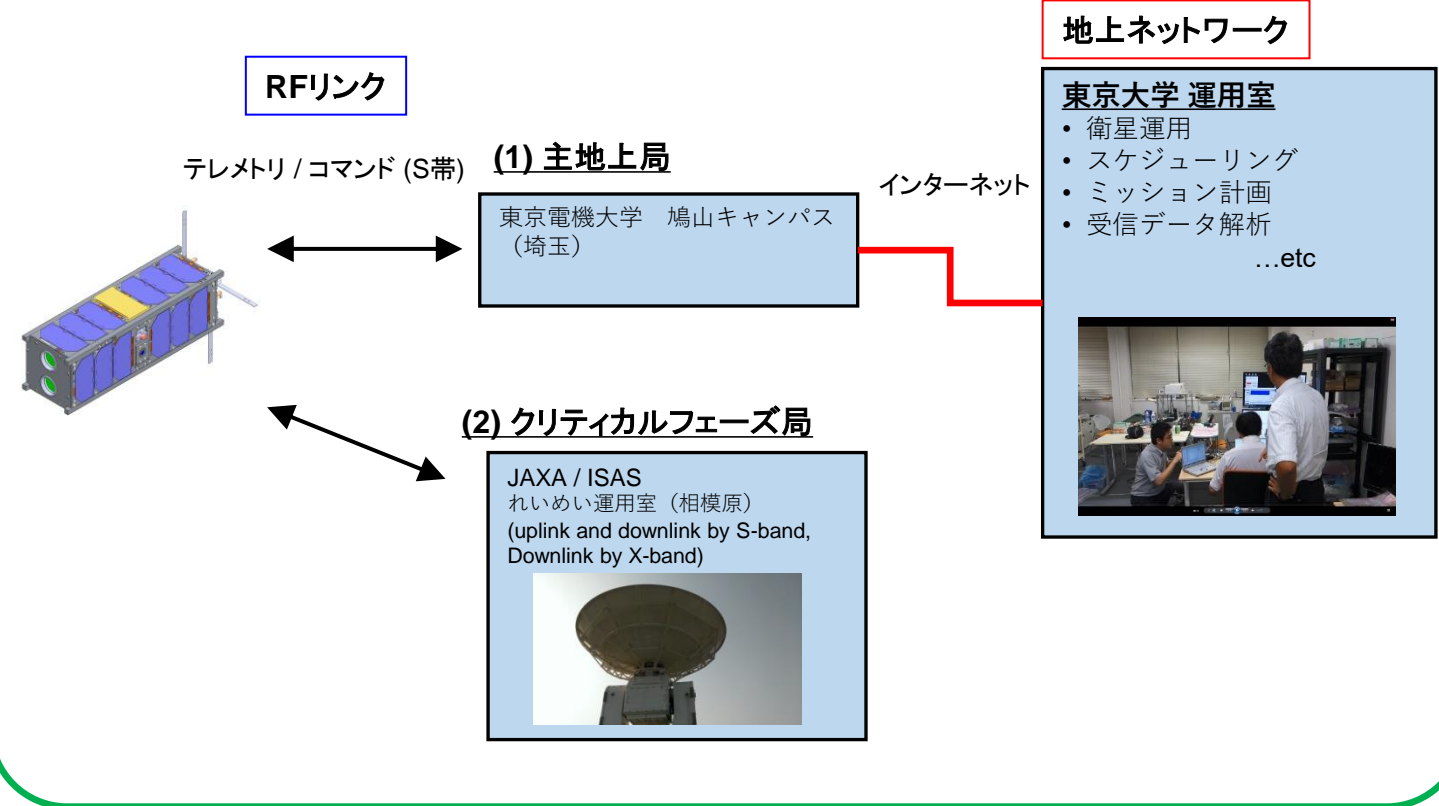 地上ネットワーク
RFリンク
東京大学 運用室
• 衛星運用
• スケジューリング
• ミッション計画
• 受信データ解析
…etc
テレメトリ / コマンド (S帯)
(1) 主地上局
東京電機大学　鳩山キャンパス
（埼玉）
インターネット
(2) クリティカルフェーズ局
JAXA / ISAS
れいめい運用室（相模原）
(uplink and downlink by S-band,
Downlink by X-band)